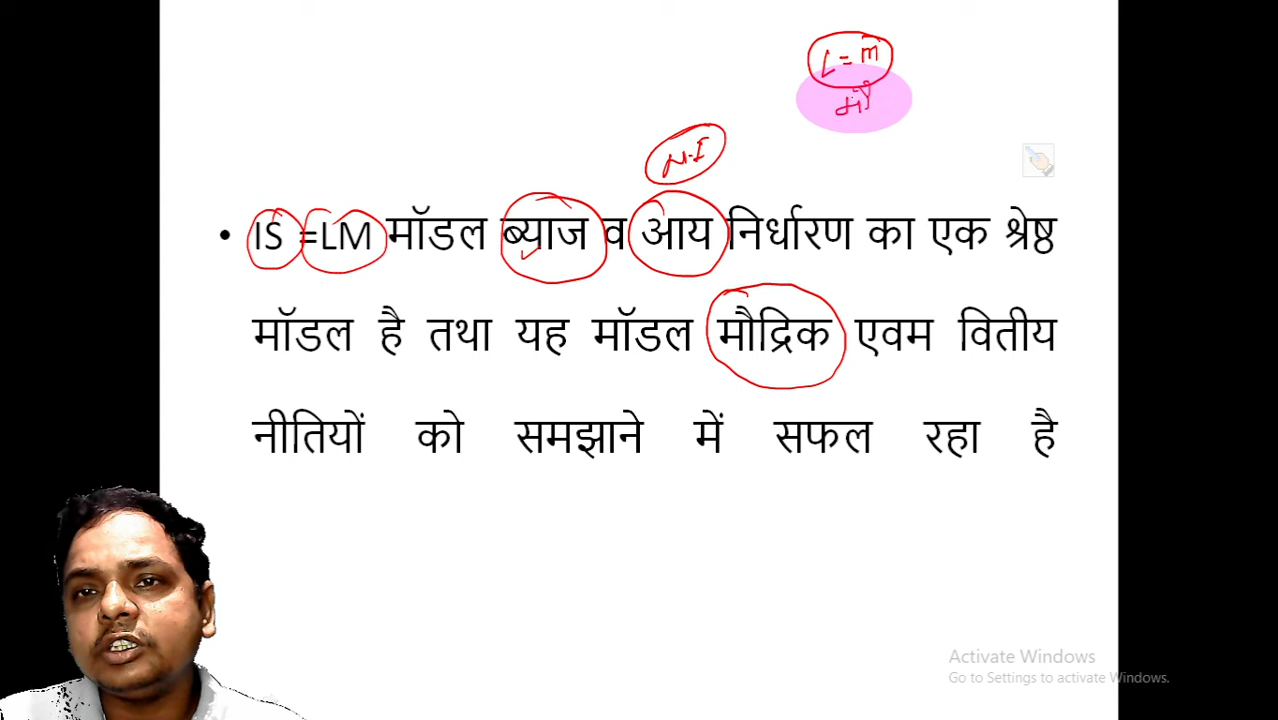 L = m
N.I
• IS =LM मॉडल ब्याज व आय निर्धारण का एक श्रेष्ठ
मॉडल है तथा यह मॉडल मौद्रिक एवम वितीय
नीतियों को समझाने में सफल रहा है
Activate Windows
Go to Settings to activate Windows.